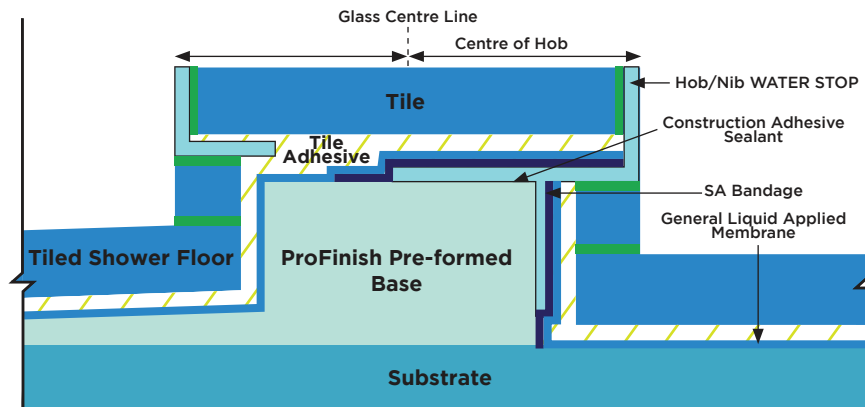 Glass Centre Line
Centre of Hob
Tile
Hob/Nib WATER STOP
Construction Adhesive
Sealant
Tile
Adhesive
SA Bandage
General Liquid Applied
Membrane
Tiled Shower Floor
ProFinish Pre-formed
Base
Substrate